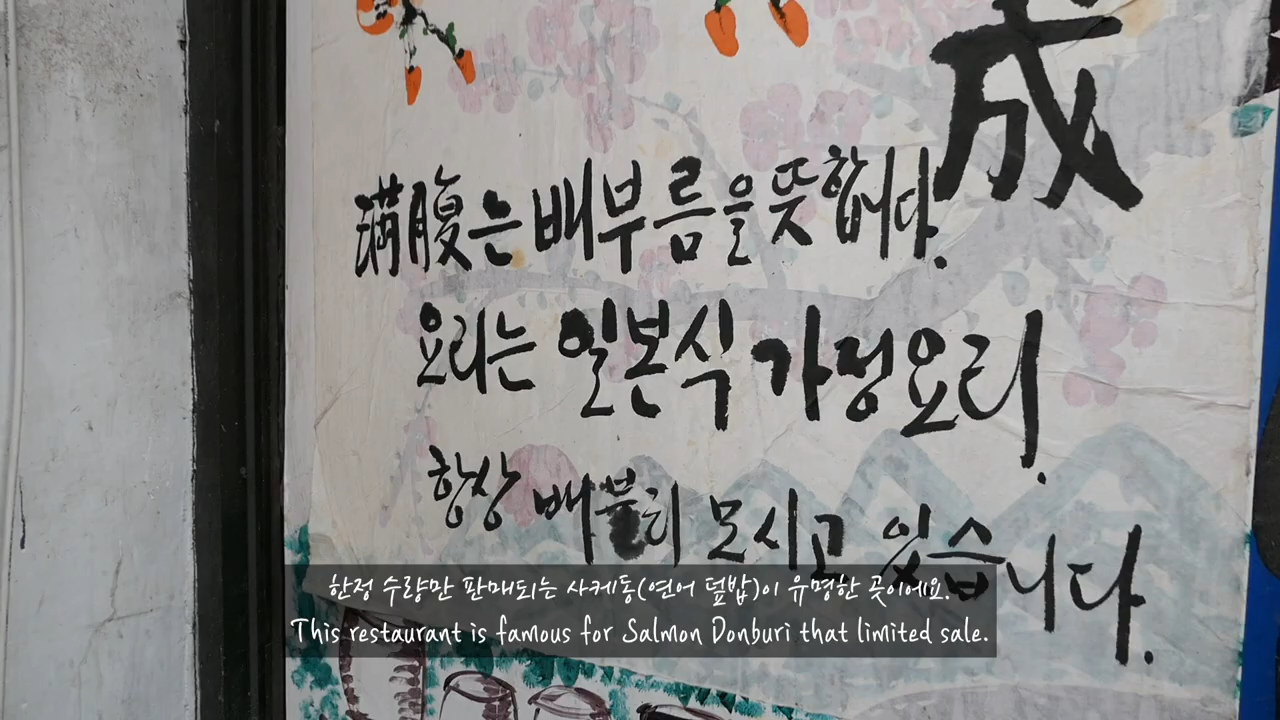 成
満腹는 배부름을 뜻합니다.
요리는 일본식 가정요리.
항상 배불리 모시고 있습니다.
한정 수량만 판매되는 사케동(연어 덮밥)이 유명한 곳이에요.
This restaurant is famous for Salmon Donburi that limited sale.